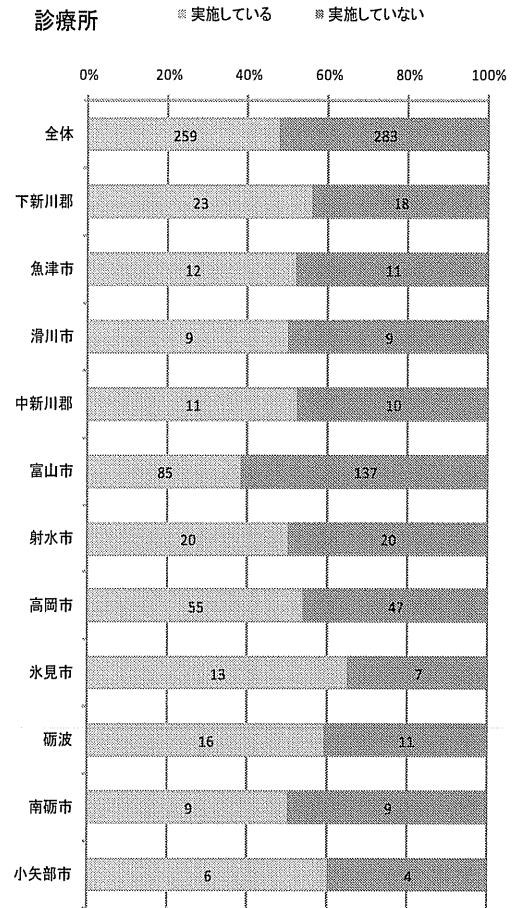 診療所
実施している 実施していない
0% 20% 40% 60% 80% 100%
全体 259 283
下新川郡 23 18
魚津市 12 11
滑川市 9 9
中新川郡 11 10
富山市 85 137
射水市 20 20
高岡市 55 47
氷見市 13 7
砺波 16 11
南砺市 9 9
小矢部市 6 4